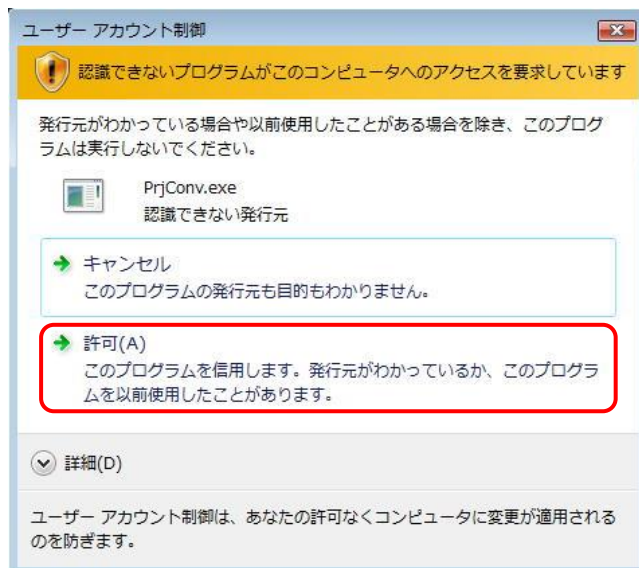 ユーザー アカウント制御
認識できないプログラムがこのコンピュータへのアクセスを要求しています
発行元がわかっている場合や以前使用したことがある場合を除き、このプログ
ラムは実行しないでください。
PrjConv.exe
認識できない発行元
キャンセル
このプログラムの発行元も目的もわかりません。
許可(A)
このプログラムを信用します。発行元がわかっているか、このプログラ
ムを以前使用したことがあります。
詳細(D)
ユーザー アカウント制御は、あなたの許可なくコンピュータに変更が適用される
のを防ぎます。